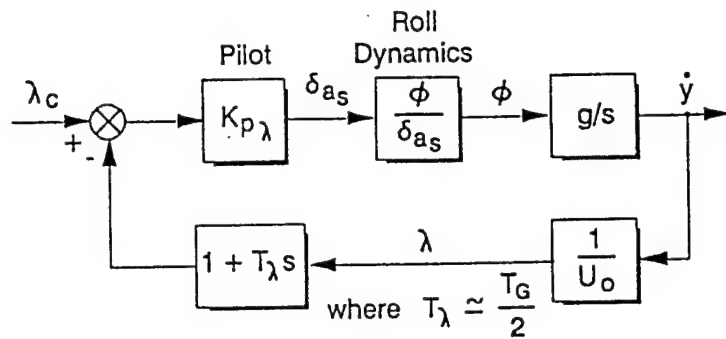 Roll
Pilot
Dynamics
λc
δas
ϕ
ẏ
+
-
Kpλ
ϕ
δas
g/s
λ
1 + Tλs
1
Uo
where Tλ ≃ TG
2